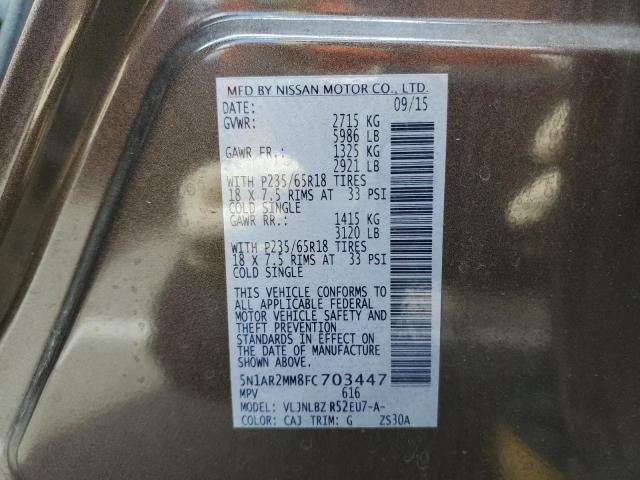 MFD BY NISSAN MOTOR CO., LTD.
DATE: 09/15
GVWR: 2715 KG
5986 LB
GAWR FR.: 1325 KG
2921 LB
WITH P235/65R18 TIRES
18 X 7.5 RIMS AT 33 PSI
COLD SINGLE
GAWR RR.: 1415 KG
3120 LB
WITH P235/65R18 TIRES
18 X 7.5 RIMS AT 33 PSI
COLD SINGLE
THIS VEHICLE CONFORMS TO
ALL APPLICABLE FEDERAL
MOTOR VEHICLE SAFETY AND
THEFT PREVENTION
STANDARDS IN EFFECT ON
THE DATE OF MANUFACTURE
SHOWN ABOVE.
5N1AR2MM8FC703447
MPV 616
MODEL: VLJNLBZ R52EU7-A-
COLOR: CAJ TRIM: G ZS30A